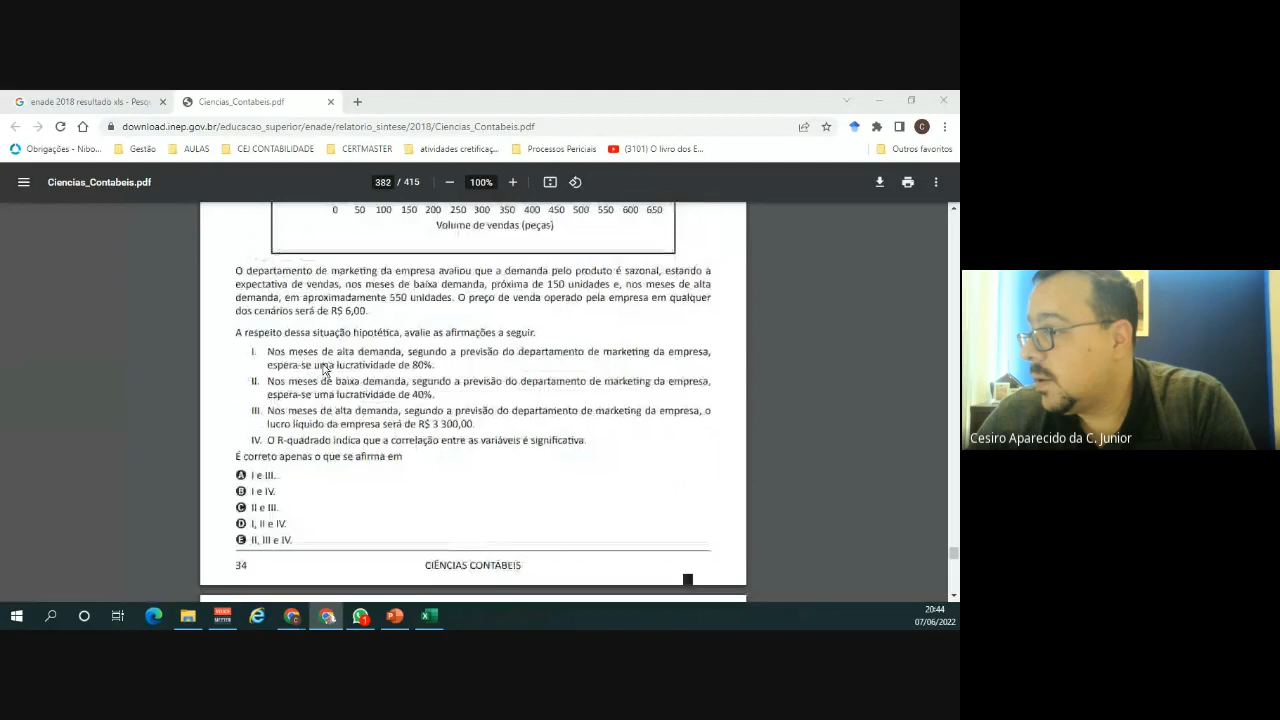 enade 2018 resultado xls - Pesqu
Ciencias_Contabeis.pdf
download.inep.gov.br/educacao_superior/enade/relatorio_sintese/2018/Ciencias_Contabeis.pdf
C
Obrigações - Nibo... Gestão AULAS CEJ CONTABILIDADE CERTMASTER atividades cretificaç... Processos Periciais (3101) O livro dos E... Outros favoritos
Ciencias_Contabeis.pdf 382 / 415 100%
0 50 100 150 200 250 300 350 400 450 500 550 600 650
Volume de vendas (peças)
O departamento de marketing da empresa avaliou que a demanda pelo produto é sazonal, estando a
expectativa de vendas, nos meses de baixa demanda, próxima de 150 unidades e, nos meses de alta
demanda, em aproximadamente 550 unidades. O preço de venda operado pela empresa em qualquer
dos cenários será de R$ 6,00.
A respeito dessa situação hipotética, avalie as afirmações a seguir.
I. Nos meses de alta demanda, segundo a previsão do departamento de marketing da empresa,
espera-se uma lucratividade de 80%.
II. Nos meses de baixa demanda, segundo a previsão do departamento de marketing da empresa,
espera-se uma lucratividade de 40%.
III. Nos meses de alta demanda, segundo a previsão do departamento de marketing da empresa, o
lucro líquido da empresa será de R$ 3 300,00.
IV. O R-quadrado indica que a correlação entre as variáveis é significativa.
É correto apenas o que se afirma em
A I e III.
B I e IV.
C II e III.
D I, II e IV.
E II, III e IV.
34 CIÊNCIAS CONTÁBEIS
Cesiro Aparecido da C. Junior
20:44
07/06/2022